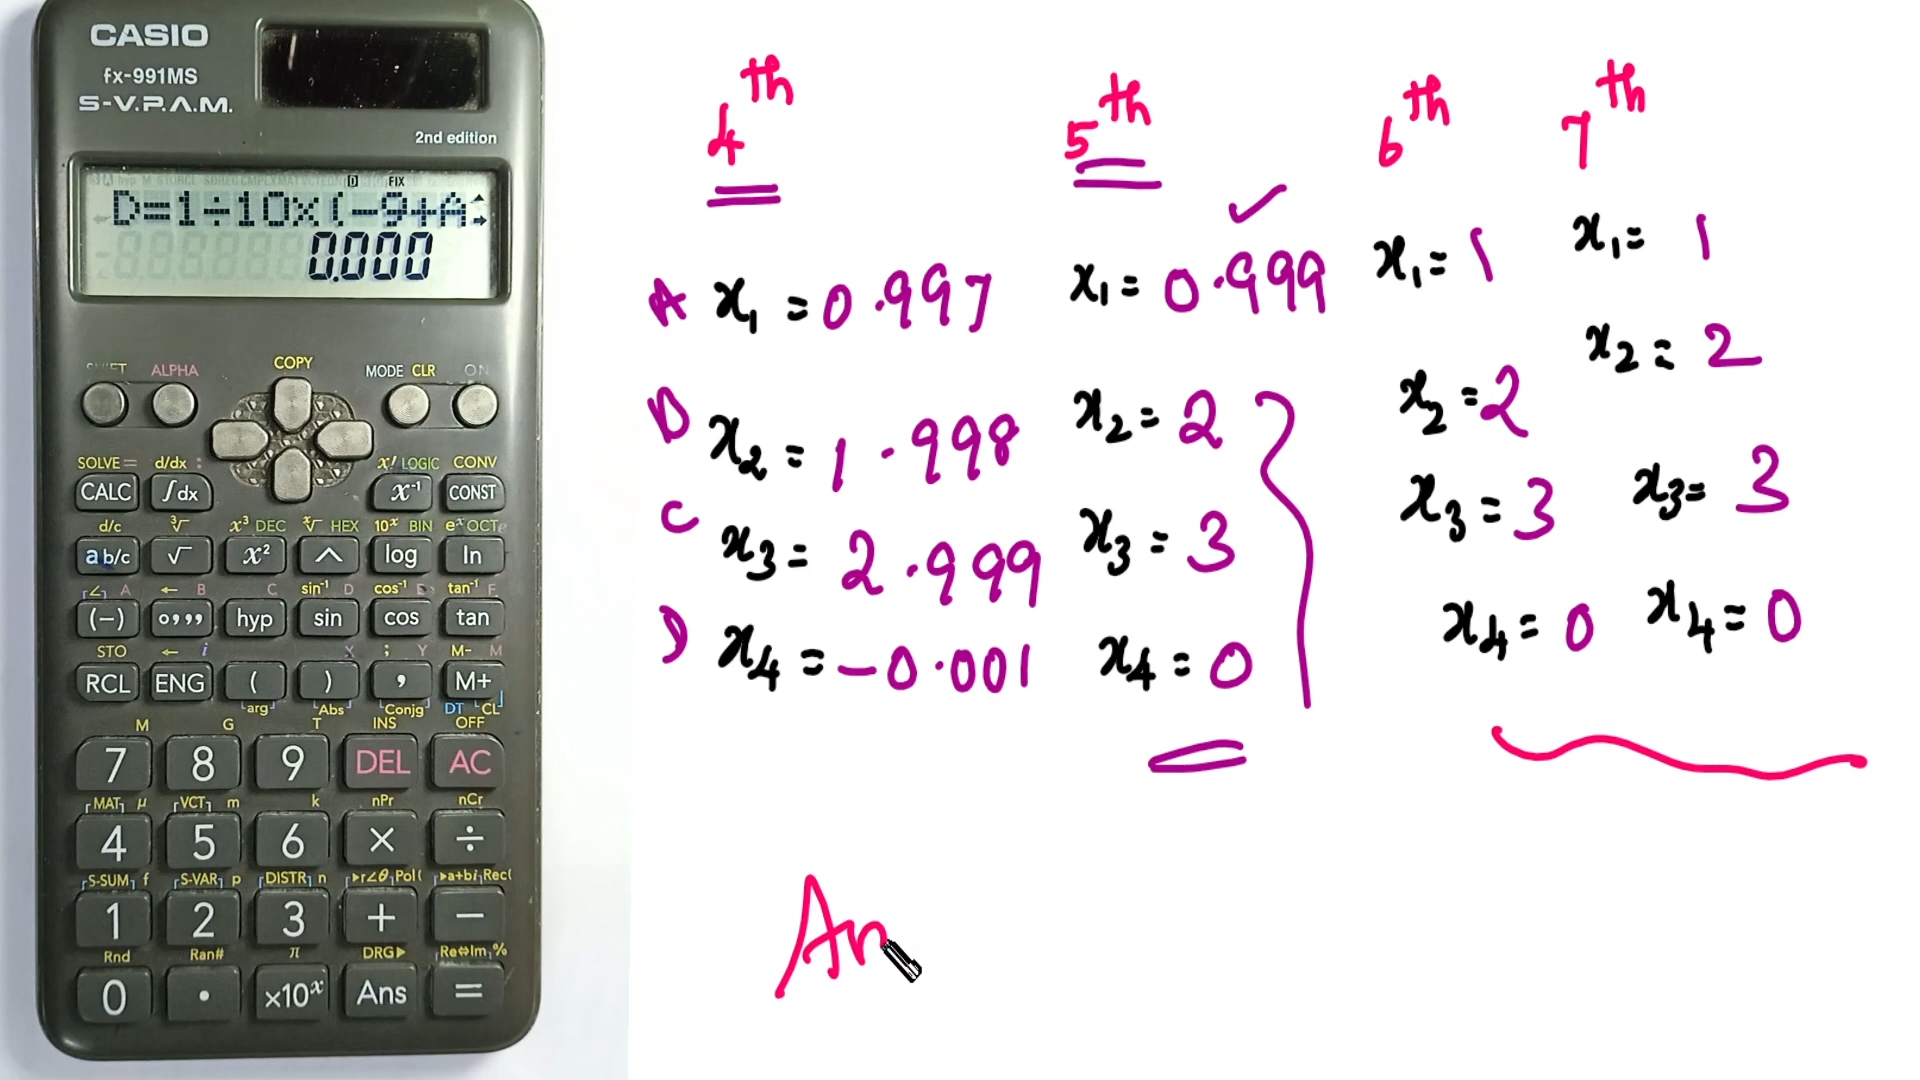 CASIO
fx-991MS
S-V.P.A.M.
2nd edition
D=1÷10×(-9+A
0.000
COPY
SHIFT ALPHA MODE CLR ON
SOLVE = d/dx : x! LOGIC CONV
CALC ∫dx x⁻¹ CONST
d/c ³√ x³ DEC ˣ√ HEX 10ˣ BIN eˣ OCT
a b/c √ x² ^ log ln
∠ A ← B C sin⁻¹ D cos⁻¹ E tan⁻¹ F
(−) o,,, hyp sin cos tan
STO ← i X ; Y M- M
RCL ENG ( ) , M+
arg Abs Conjg DT CL
M G T INS OFF
7 8 9 DEL AC
MAT µ VCT m k nPr nCr
4 5 6 × ÷
S-SUM f S-VAR p DISTR n ▸r∠θ Pol( ▸a+bi Rec(
1 2 3 + −
Rnd Ran# π DRG▸ Re⇔Im %
0 . ×10ˣ Ans =
4th 5th 6th 7th
A x₁ = 0.997 x₁ = 0.999 x₁ = 1 x₁ = 1
B x₂ = 1.998 x₂ = 2 x₂ = 2 x₂ = 2
C x₃ = 2.999 x₃ = 3 x₃ = 3 x₃ = 3
D x₄ = -0.001 x₄ = 0 x₄ = 0 x₄ = 0
An